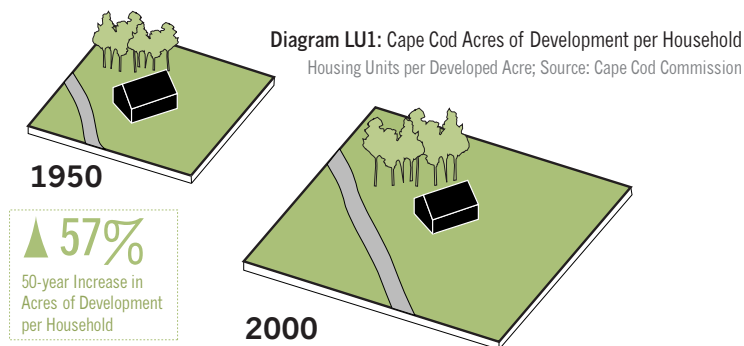 Diagram LU1: Cape Cod Acres of Development per Household
Housing Units per Developed Acre; Source: Cape Cod Commission
1950
57%
50-year Increase in
Acres of Development
per Household
2000